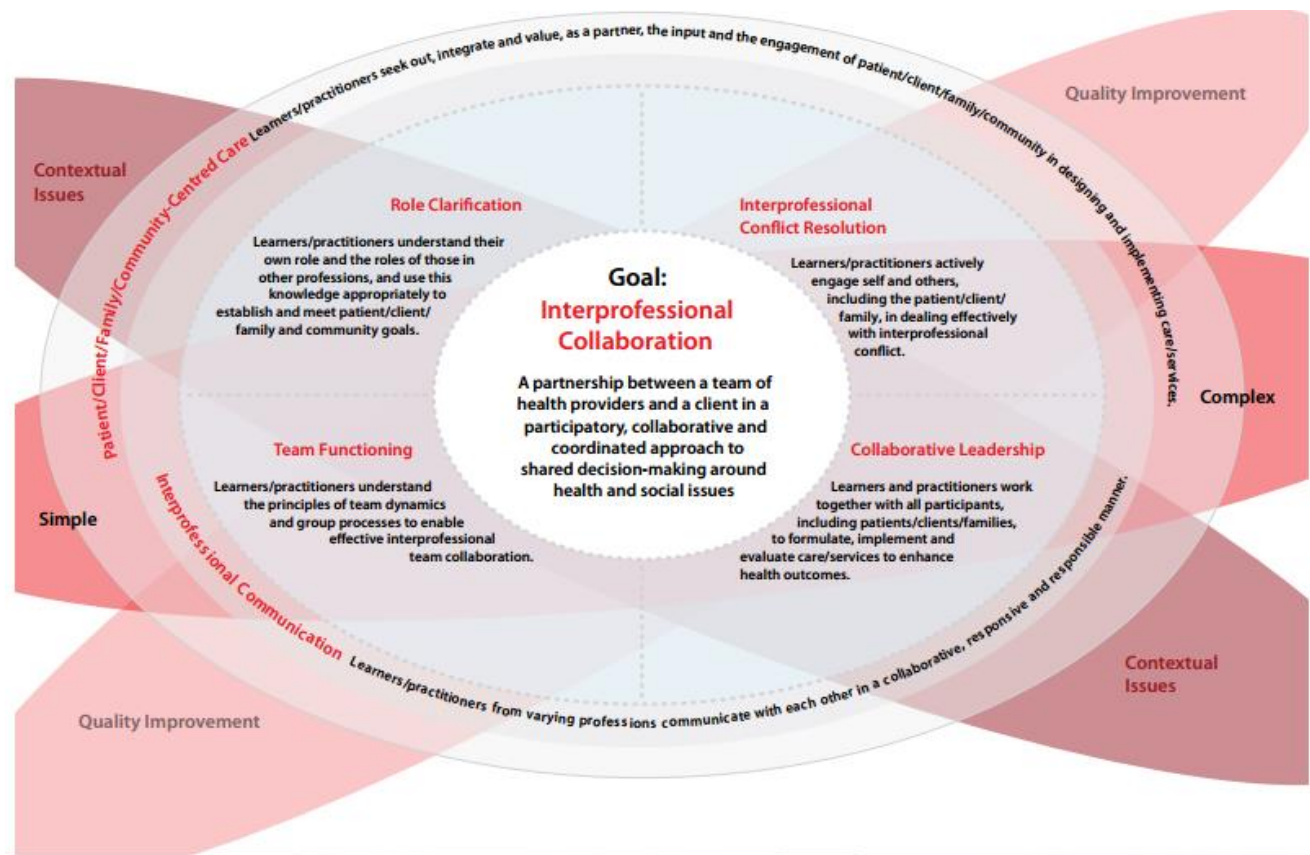 Patient/Client/Family/Community-Centred Care Learners/practitioners seek out, integrate and value, as a partner, the input and the engagement of patient/client/family/community in designing and implementing care/services.
Quality Improvement
Contextual
Issues
Role Clarification
Learners/practitioners understand their
own role and the roles of those in
other professions, and use this
knowledge appropriately to
establish and meet patient/client/
family and community goals.
Interprofessional
Conflict Resolution
Learners/practitioners actively
engage self and others,
including the patient/client/
family, in dealing effectively
with interprofessional
conflict.
Goal:
Interprofessional
Collaboration
A partnership between a team of
health providers and a client in a
participatory, collaborative and
coordinated approach to
shared decision-making around
health and social issues
Complex
Team Functioning
Learners/practitioners understand
the principles of team dynamics
and group processes to enable
effective interprofessional
team collaboration.
Collaborative Leadership
Learners and practitioners work
together with all participants,
including patients/clients/families,
to formulate, implement and
evaluate care/services to enhance
health outcomes.
Simple
Interprofessional Communication Learners/practitioners from varying professions communicate with each other in a collaborative, responsive and responsible manner.
Contextual
Issues
Quality Improvement